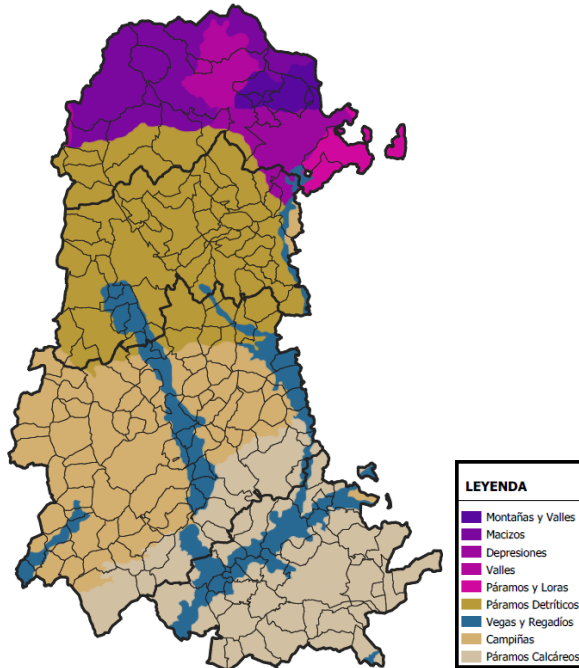 LEYENDA
Montañas y Valles
Macizos
Depresiones
Valles
Páramos y Loras
Páramos Detríticos
Vegas y Regadíos
Campiñas
Páramos Calcáreos